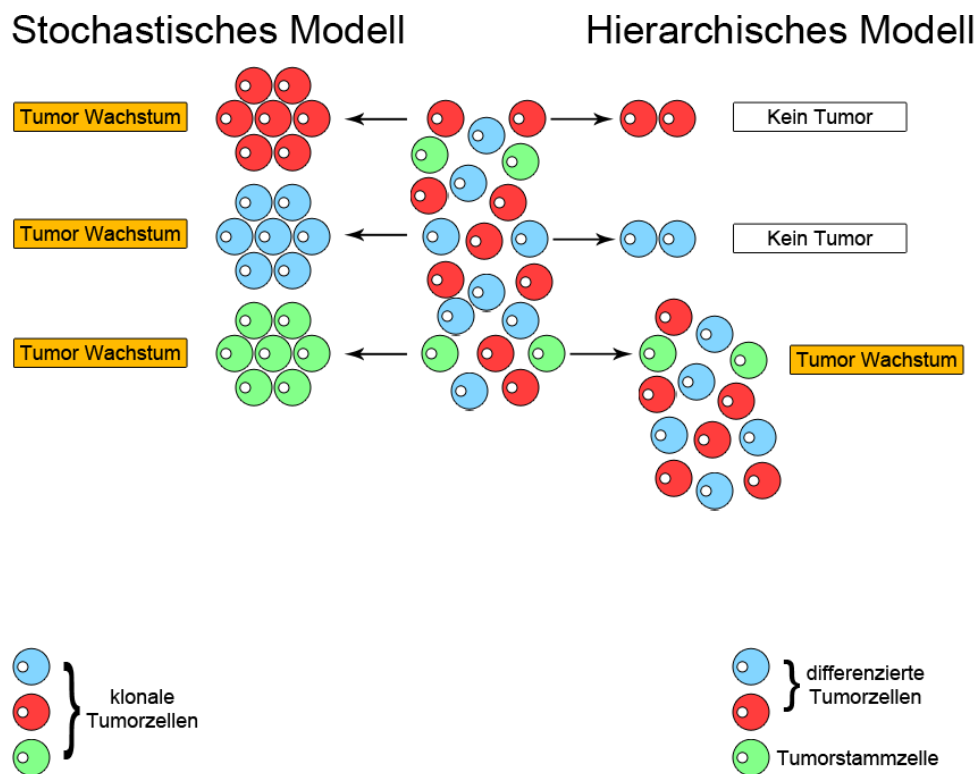 Stochastisches Modell
Hierarchisches Modell
Tumor Wachstum
Kein Tumor
Tumor Wachstum
Kein Tumor
Tumor Wachstum
Tumor Wachstum
klonale
Tumorzellen
differenzierte
Tumorzellen
Tumorstammzelle